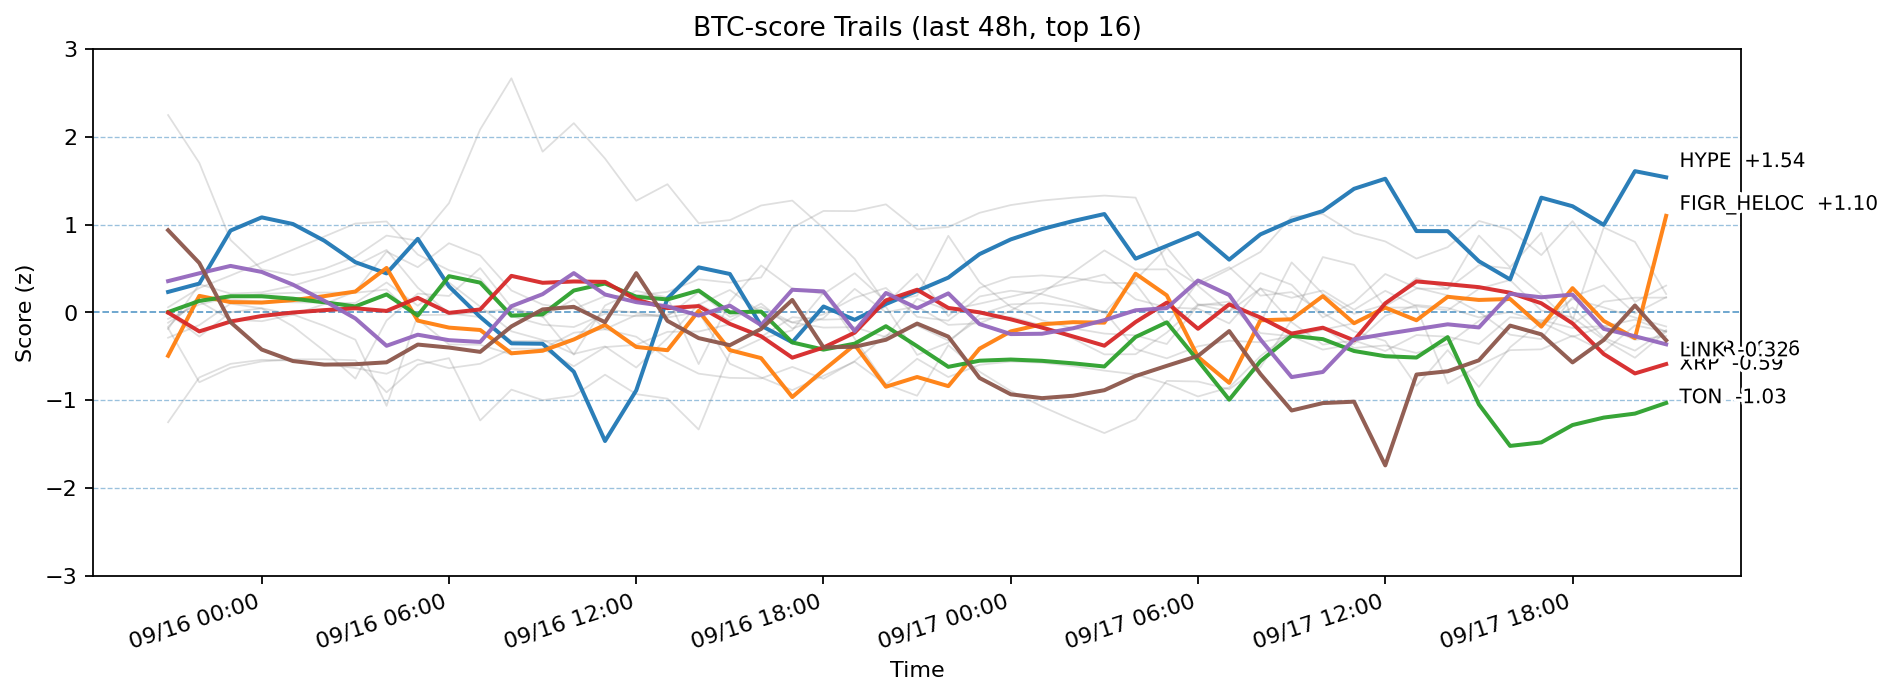 BTC-score Trails (last 48h, top 16)
Score (z)
3
2
1
0
−1
−2
−3
HYPE +1.54
FIGR_HELOC +1.10
XRP -0.59
TON -1.03
09/16 00:00
09/16 06:00
09/16 12:00
09/16 18:00
09/17 00:00
09/17 06:00
09/17 12:00
09/17 18:00
Time